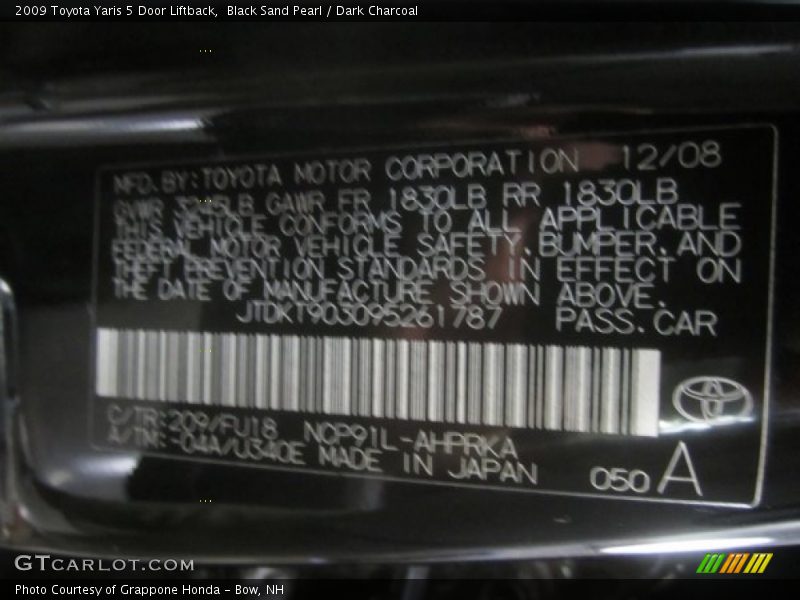 2009 Toyota Yaris 5 Door Liftback,  Black Sand Pearl / Dark Charcoal
MFD. BY: TOYOTA MOTOR CORPORATION 12/08
GVWR 3245LB GAWR FR 1830LB RR 1830LB
THIS VEHICLE CONFORMS TO ALL APPLICABLE
FEDERAL MOTOR VEHICLE SAFETY, BUMPER, AND
THEFT PREVENTION STANDARDS IN EFFECT ON
THE DATE OF MANUFACTURE SHOWN ABOVE.
JTDKT903095261787 PASS. CAR
C/TR: 209/FU18 NCP91L-AHPRKA
A/TM: -04A/U340E MADE IN JAPAN 050 A
GTCARLOT.COM
Photo Courtesy of Grappone Honda - Bow, NH